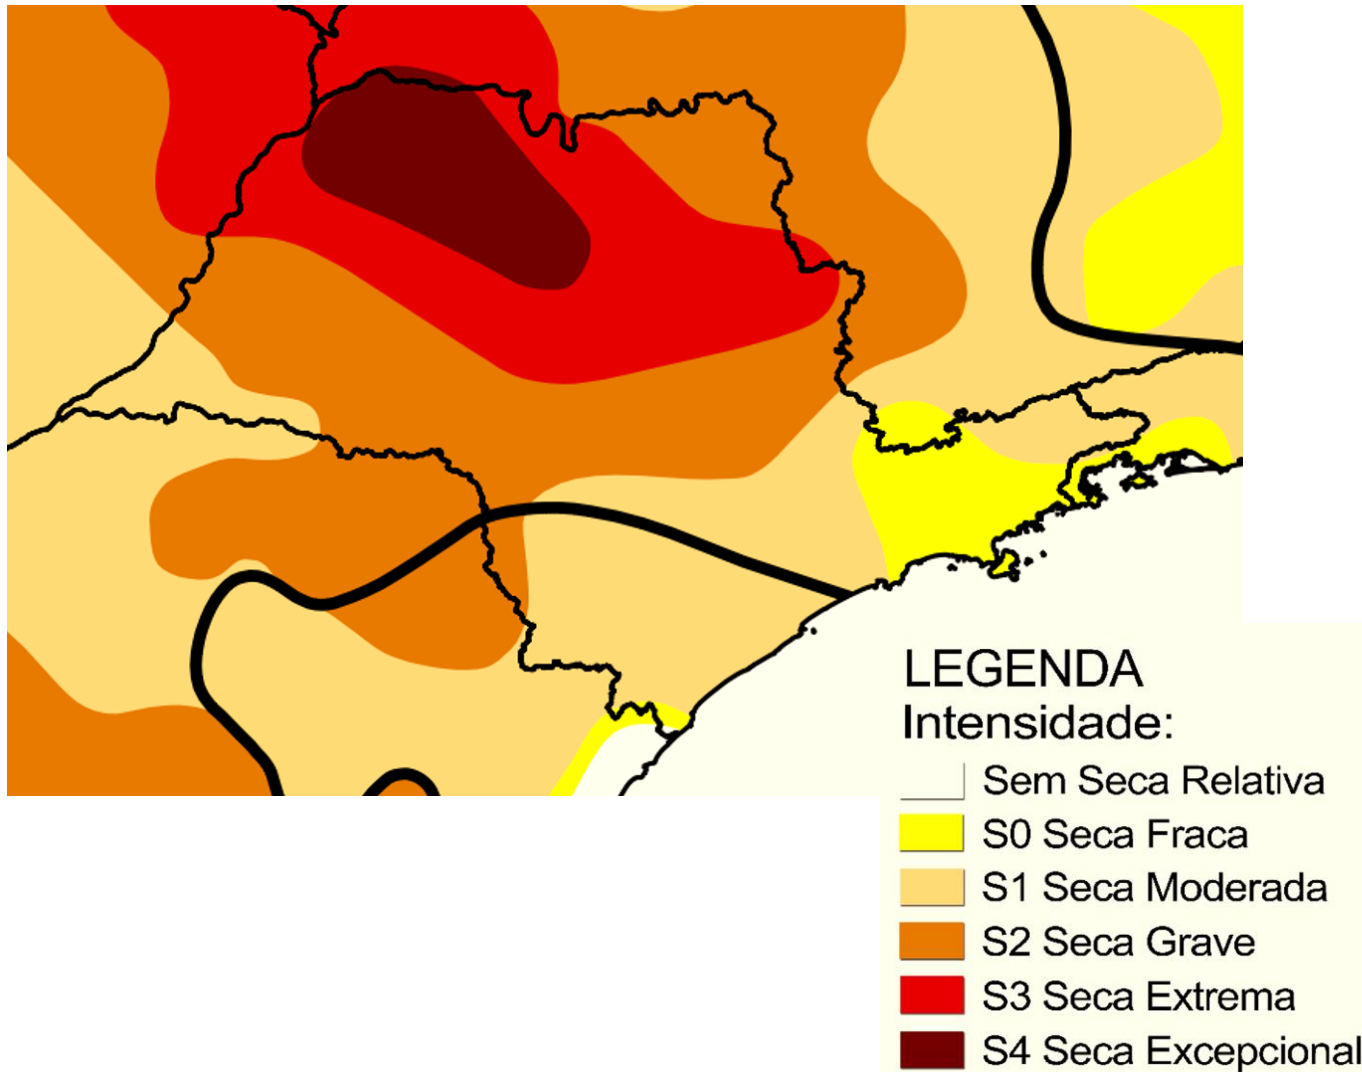 LEGENDA
Intensidade:
Sem Seca Relativa
S0 Seca Fraca
S1 Seca Moderada
S2 Seca Grave
S3 Seca Extrema
S4 Seca Excepcional